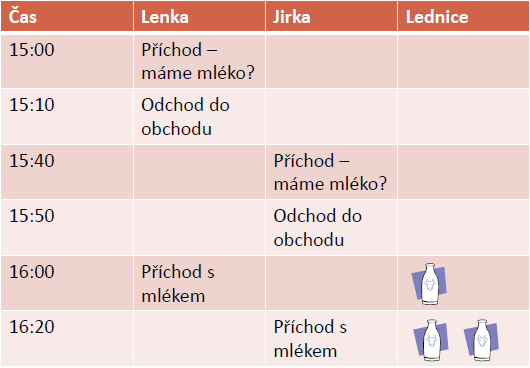 Čas Lenka Jirka Lednice
15:00 Příchod –
máme mléko?
15:10 Odchod do
obchodu
15:40 Příchod –
máme mléko?
15:50 Odchod do
obchodu
16:00 Příchod s
mlékem
16:20 Příchod s
mlékem